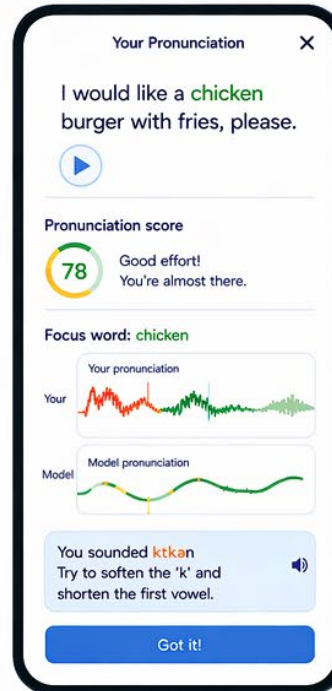 Your Pronunciation
I would like a chicken
burger with fries, please.
Pronunciation score
78
Good effort!
You're almost there.
Focus word: chicken
Your pronunciation
Your
Model pronunciation
Model
You sounded ktkan
Try to soften the 'k' and
shorten the first vowel.
Got it!